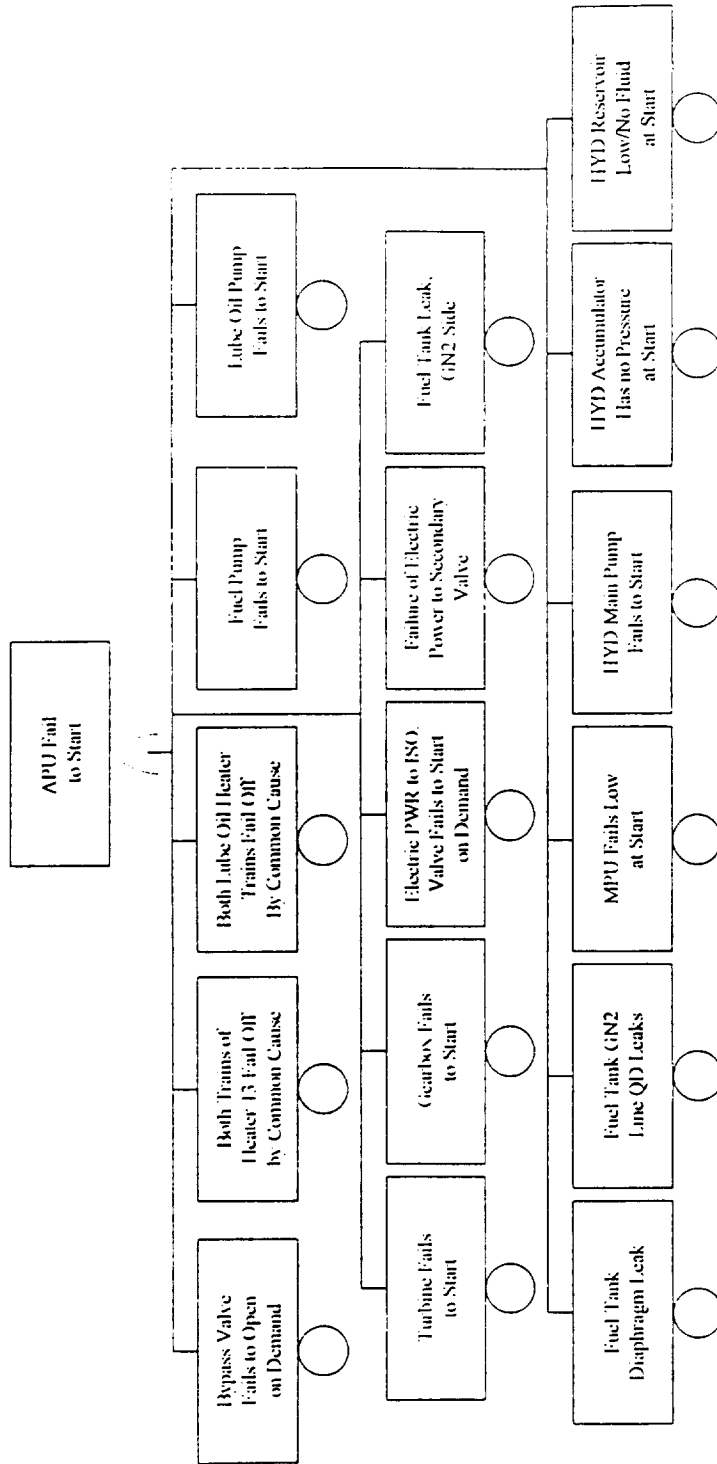 APU Fail
to Start
Bypass Valve
Fails to Open
on Demand
Both Trains of
Heater 13 Fail Off
by Common Cause
Both Lube Oil Heater
Trains Fail Off
By Common Cause
Fuel Pump
Fails to Start
Lube Oil Pump
Fails to Start
Turbine Fails
to Start
Gearbox Fails
to Start
Electric PWR to ISO.
Valve Fails to Start
on Demand
Failure of Electric
Power to Secondary
Valve
Fuel Tank Leak,
GN2 Side
Fuel Tank
Diaphragm Leak
Fuel Tank GN2
Line QD Leaks
MPU Fails Low
at Start
HYD Main Pump
Fails to Start
HYD Accumulator
Has no Pressure
at Start
HYD Reservoir
Low/No Fluid
at Start